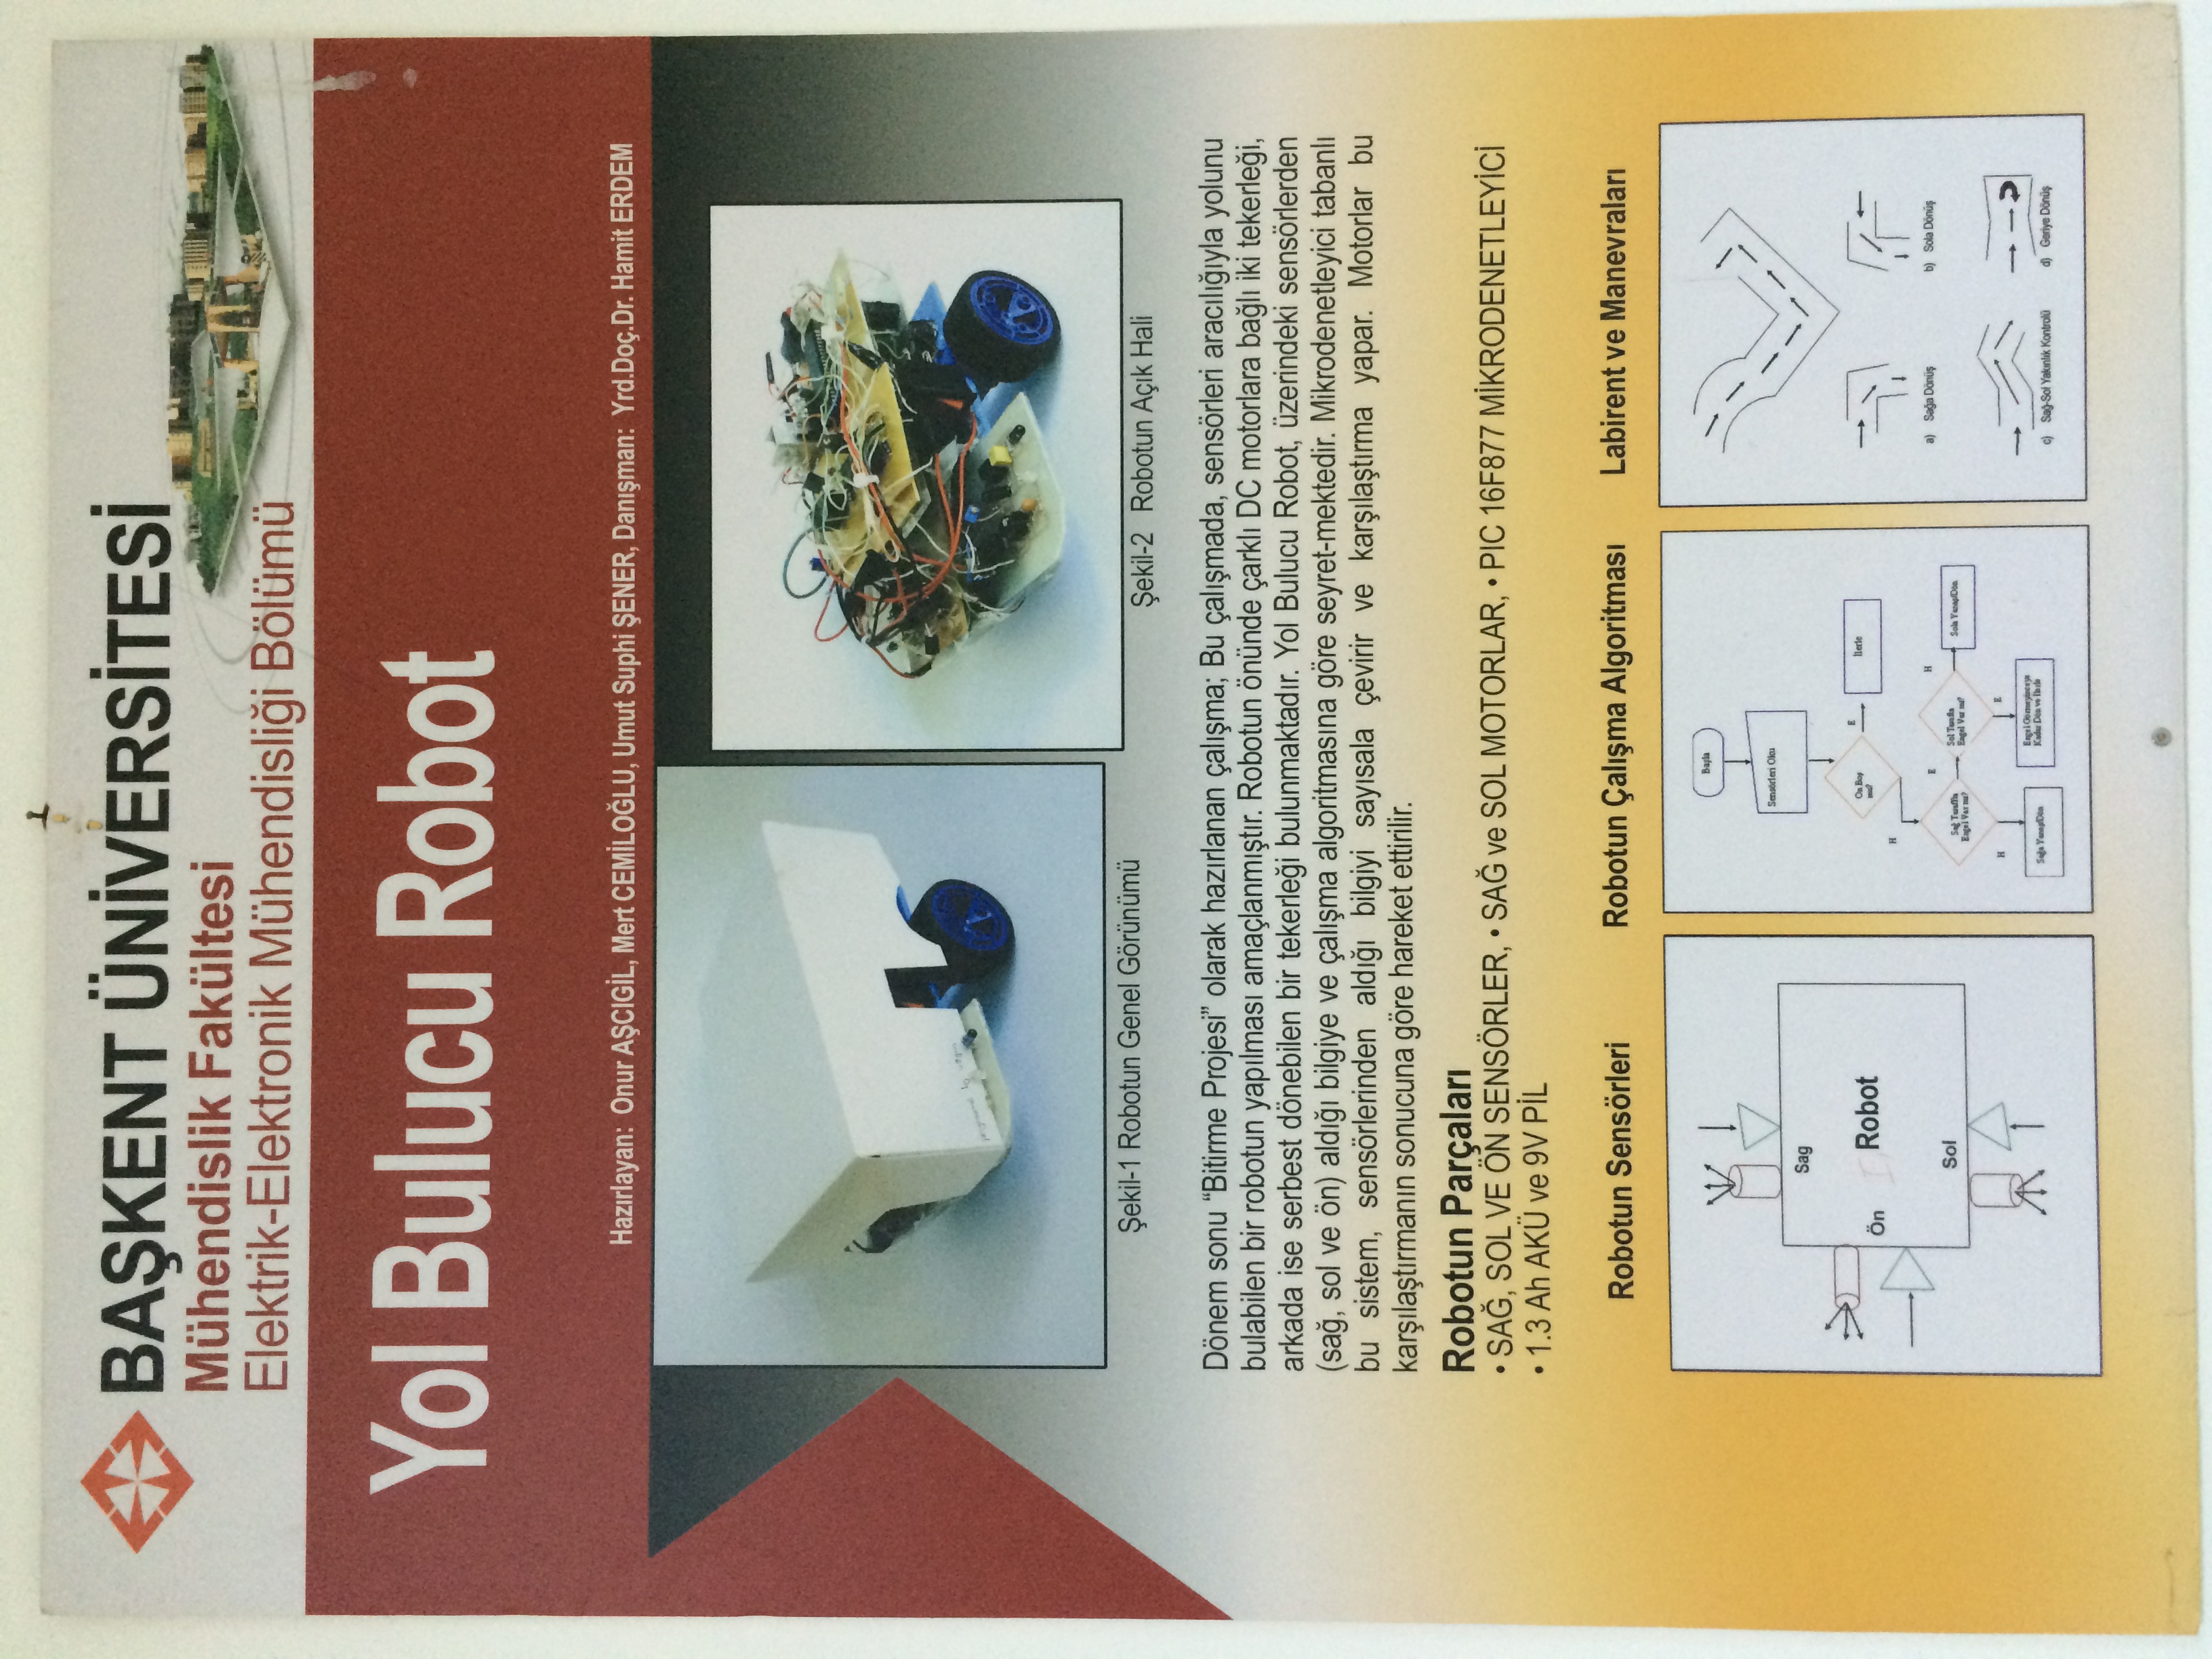 BAŞKENT ÜNİVERSİTESİ
Mühendislik Fakültesi
Elektrik-Elektronik Mühendisliği Bölümü
Yol Bulucu Robot
Hazırlayan: Onur AŞCIGİL, Mert CEMİLOĞLU, Umut Suphi ŞENER, Danışman: Yrd.Doç.Dr. Hamit ERDEM
Şekil-1 Robotun Genel Görünümü
Şekil-2 Robotun Açık Hali
Dönem sonu “Bitirme Projesi” olarak hazırlanan çalışma; Bu çalışmada, sensörleri aracılığıyla yolunu
bulabilen bir robotun yapılması amaçlanmıştır. Robotun önünde çarklı DC motorlara bağlı iki tekerleği,
arkada ise serbest dönebilen bir tekerleği bulunmaktadır. Yol Bulucu Robot, üzerindeki sensörlerden
(sağ, sol ve ön) aldığı bilgiye ve çalışma algoritmasına göre seyret-mektedir. Mikrodenetleyici tabanlı
bu sistem, sensörlerinden aldığı bilgiyi sayısala çevirir ve karşılaştırma yapar. Motorlar bu
karşılaştırmanın sonucuna göre hareket ettirilir.
Robotun Parçaları
• SAĞ, SOL VE ÖN SENSÖRLER, • SAĞ ve SOL MOTORLAR, • PIC 16F877 MİKRODENETLEYİCİ
• 1.3 Ah AKÜ ve 9V PİL
Robotun Sensörleri
Sag
Ön
Robot
Sol
Robotun Çalışma Algoritması
Başla
Sensörleri Oku
On Boş
mu?
E
İlerle
H
Sağ Tarafta
Engel Var mı?
E
Sol Tarafta
Engel Var mı?
H
Sola Yanaş/Dön
H
E
Sağa Yanaş/Dön
Engel Görmeyinceye
Kadar Dön ve İlerle
Labirent ve Manevraları
a) Sağa Dönüş
b) Sola Dönüş
c) Sağ-Sol Yakınlık Kontrolü
d) Geriye Dönüş